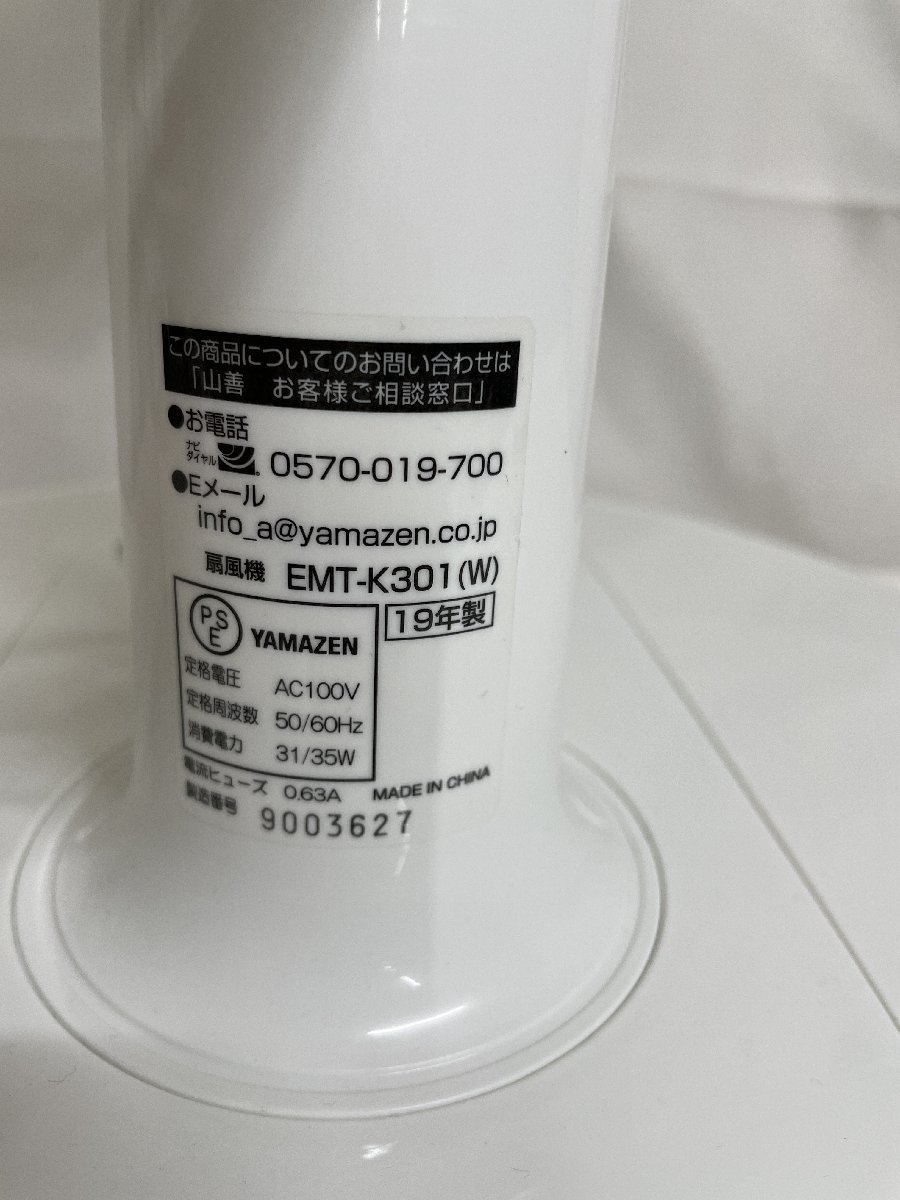 この商品についてのお問い合わせは
「山善　お客様ご相談窓口」
●お電話
ナビダイヤル 0570-019-700
●Eメール
info_a@yamazen.co.jp
扇風機 EMT-K301(W)
19年製
PSE YAMAZEN
定格電圧 AC100V
定格周波数 50/60Hz
消費電力 31/35W
電流ヒューズ 0.63A MADE IN CHINA
製造番号 9003627